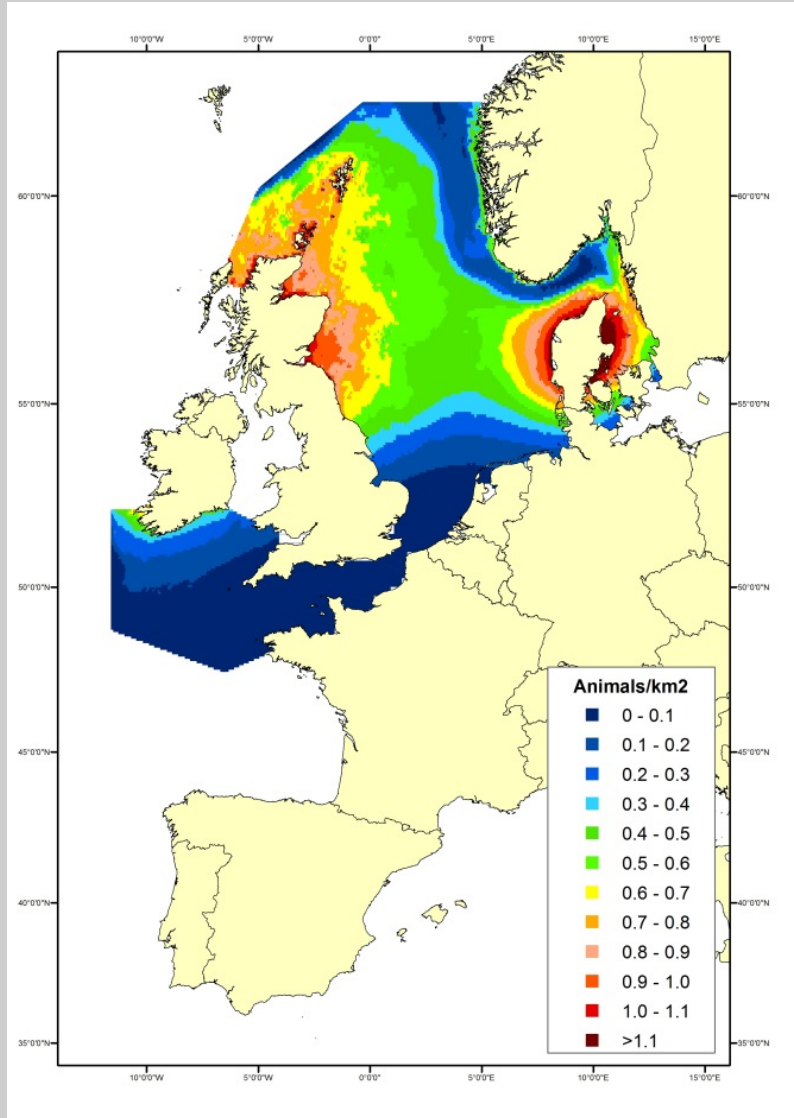 10°0'0"W 5°0'0"W 0°0'0" 5°0'0"E 10°0'0"E 15°0'0"E
60°0'0"N 60°0'0"N
55°0'0"N 55°0'0"N
50°0'0"N 50°0'0"N
45°0'0"N 45°0'0"N
40°0'0"N 40°0'0"N
35°0'0"N 35°0'0"N
Animals/km2
0 - 0.1
0.1 - 0.2
0.2 - 0.3
0.3 - 0.4
0.4 - 0.5
0.5 - 0.6
0.6 - 0.7
0.7 - 0.8
0.8 - 0.9
0.9 - 1.0
1.0 - 1.1
>1.1
10°0'0"W 5°0'0"W 0°0'0" 5°0'0"E 10°0'0"E 15°0'0"E